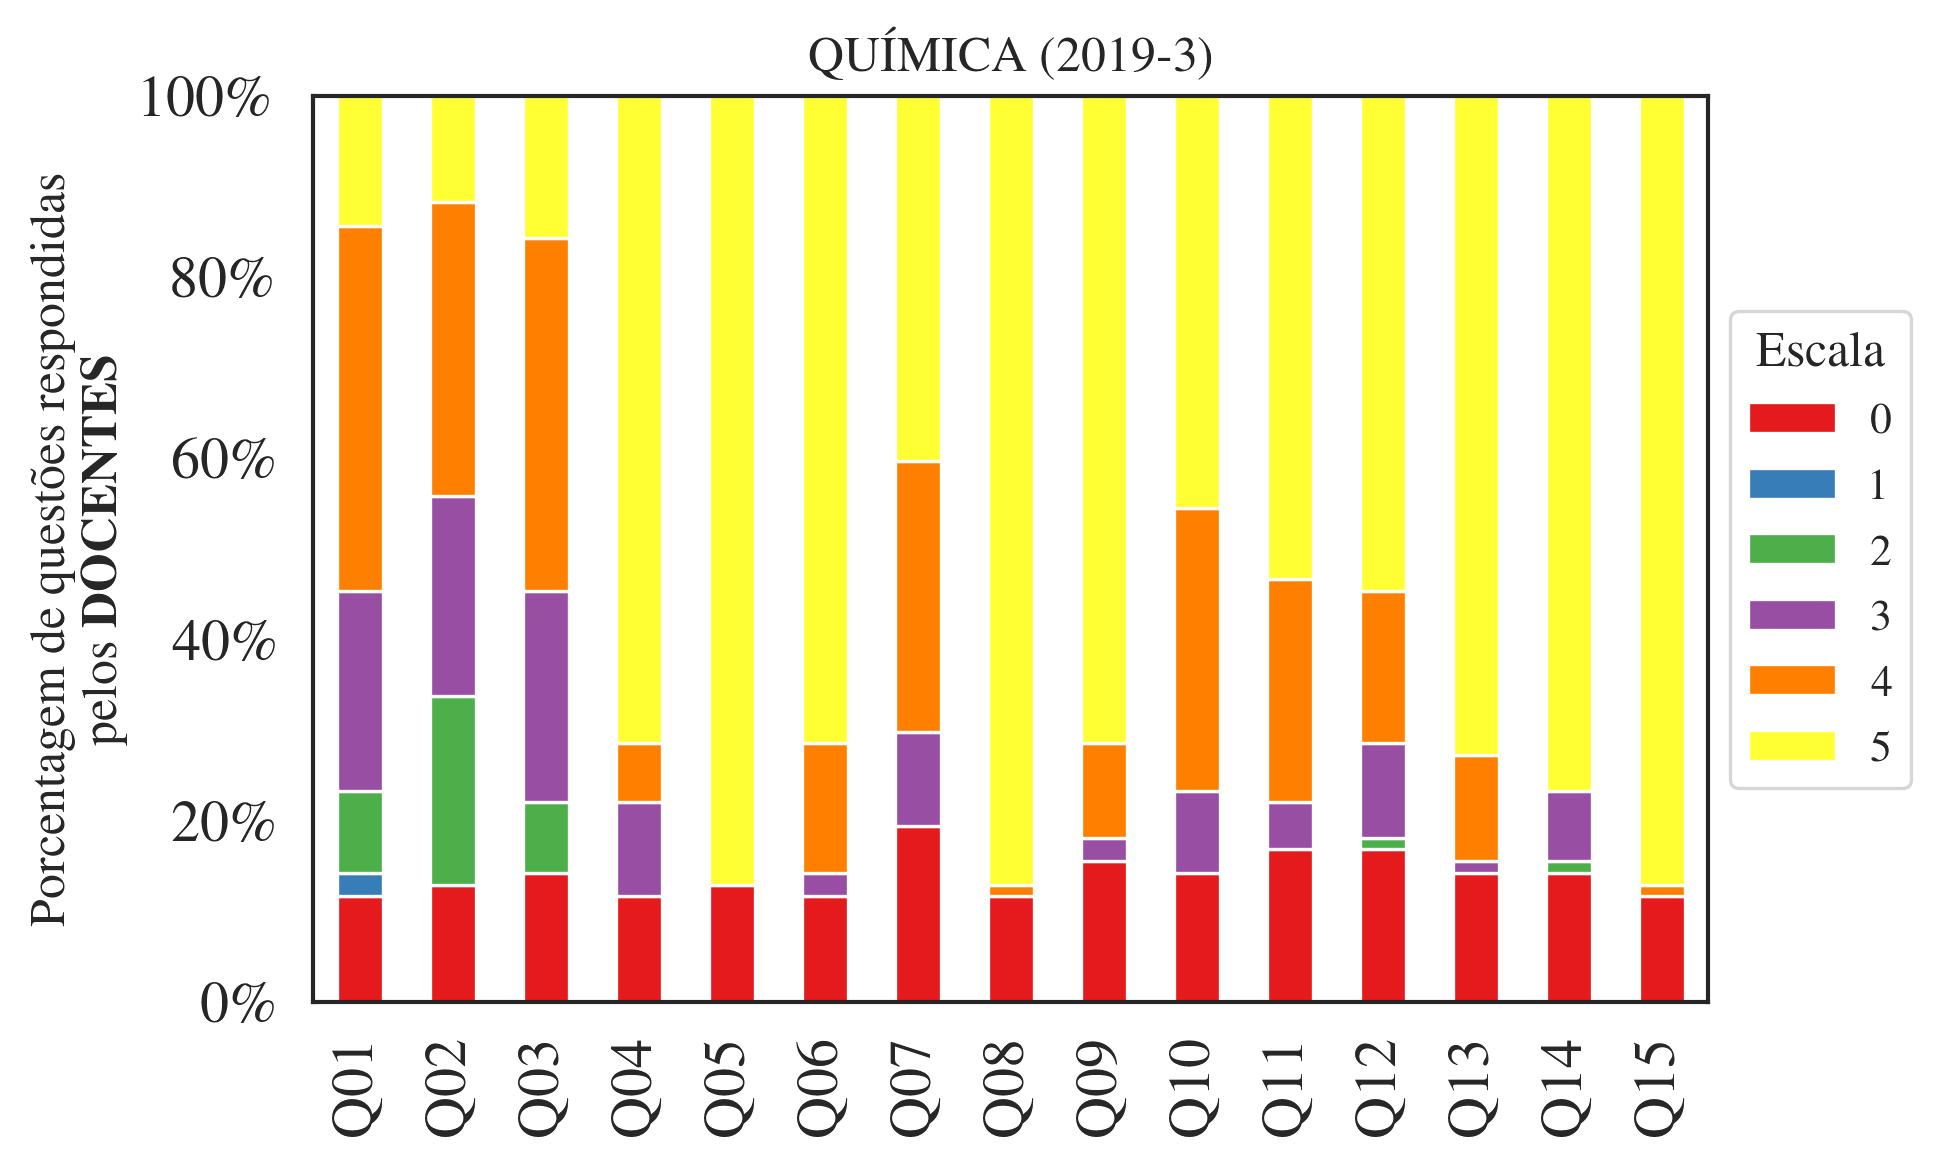 QUÍMICA (2019-3)
Porcentagem de questões respondidas
pelos DOCENTES
100%
80%
60%
40%
20%
0%
Q01
Q02
Q03
Q04
Q05
Q06
Q07
Q08
Q09
Q10
Q11
Q12
Q13
Q14
Q15
Escala
0
1
2
3
4
5